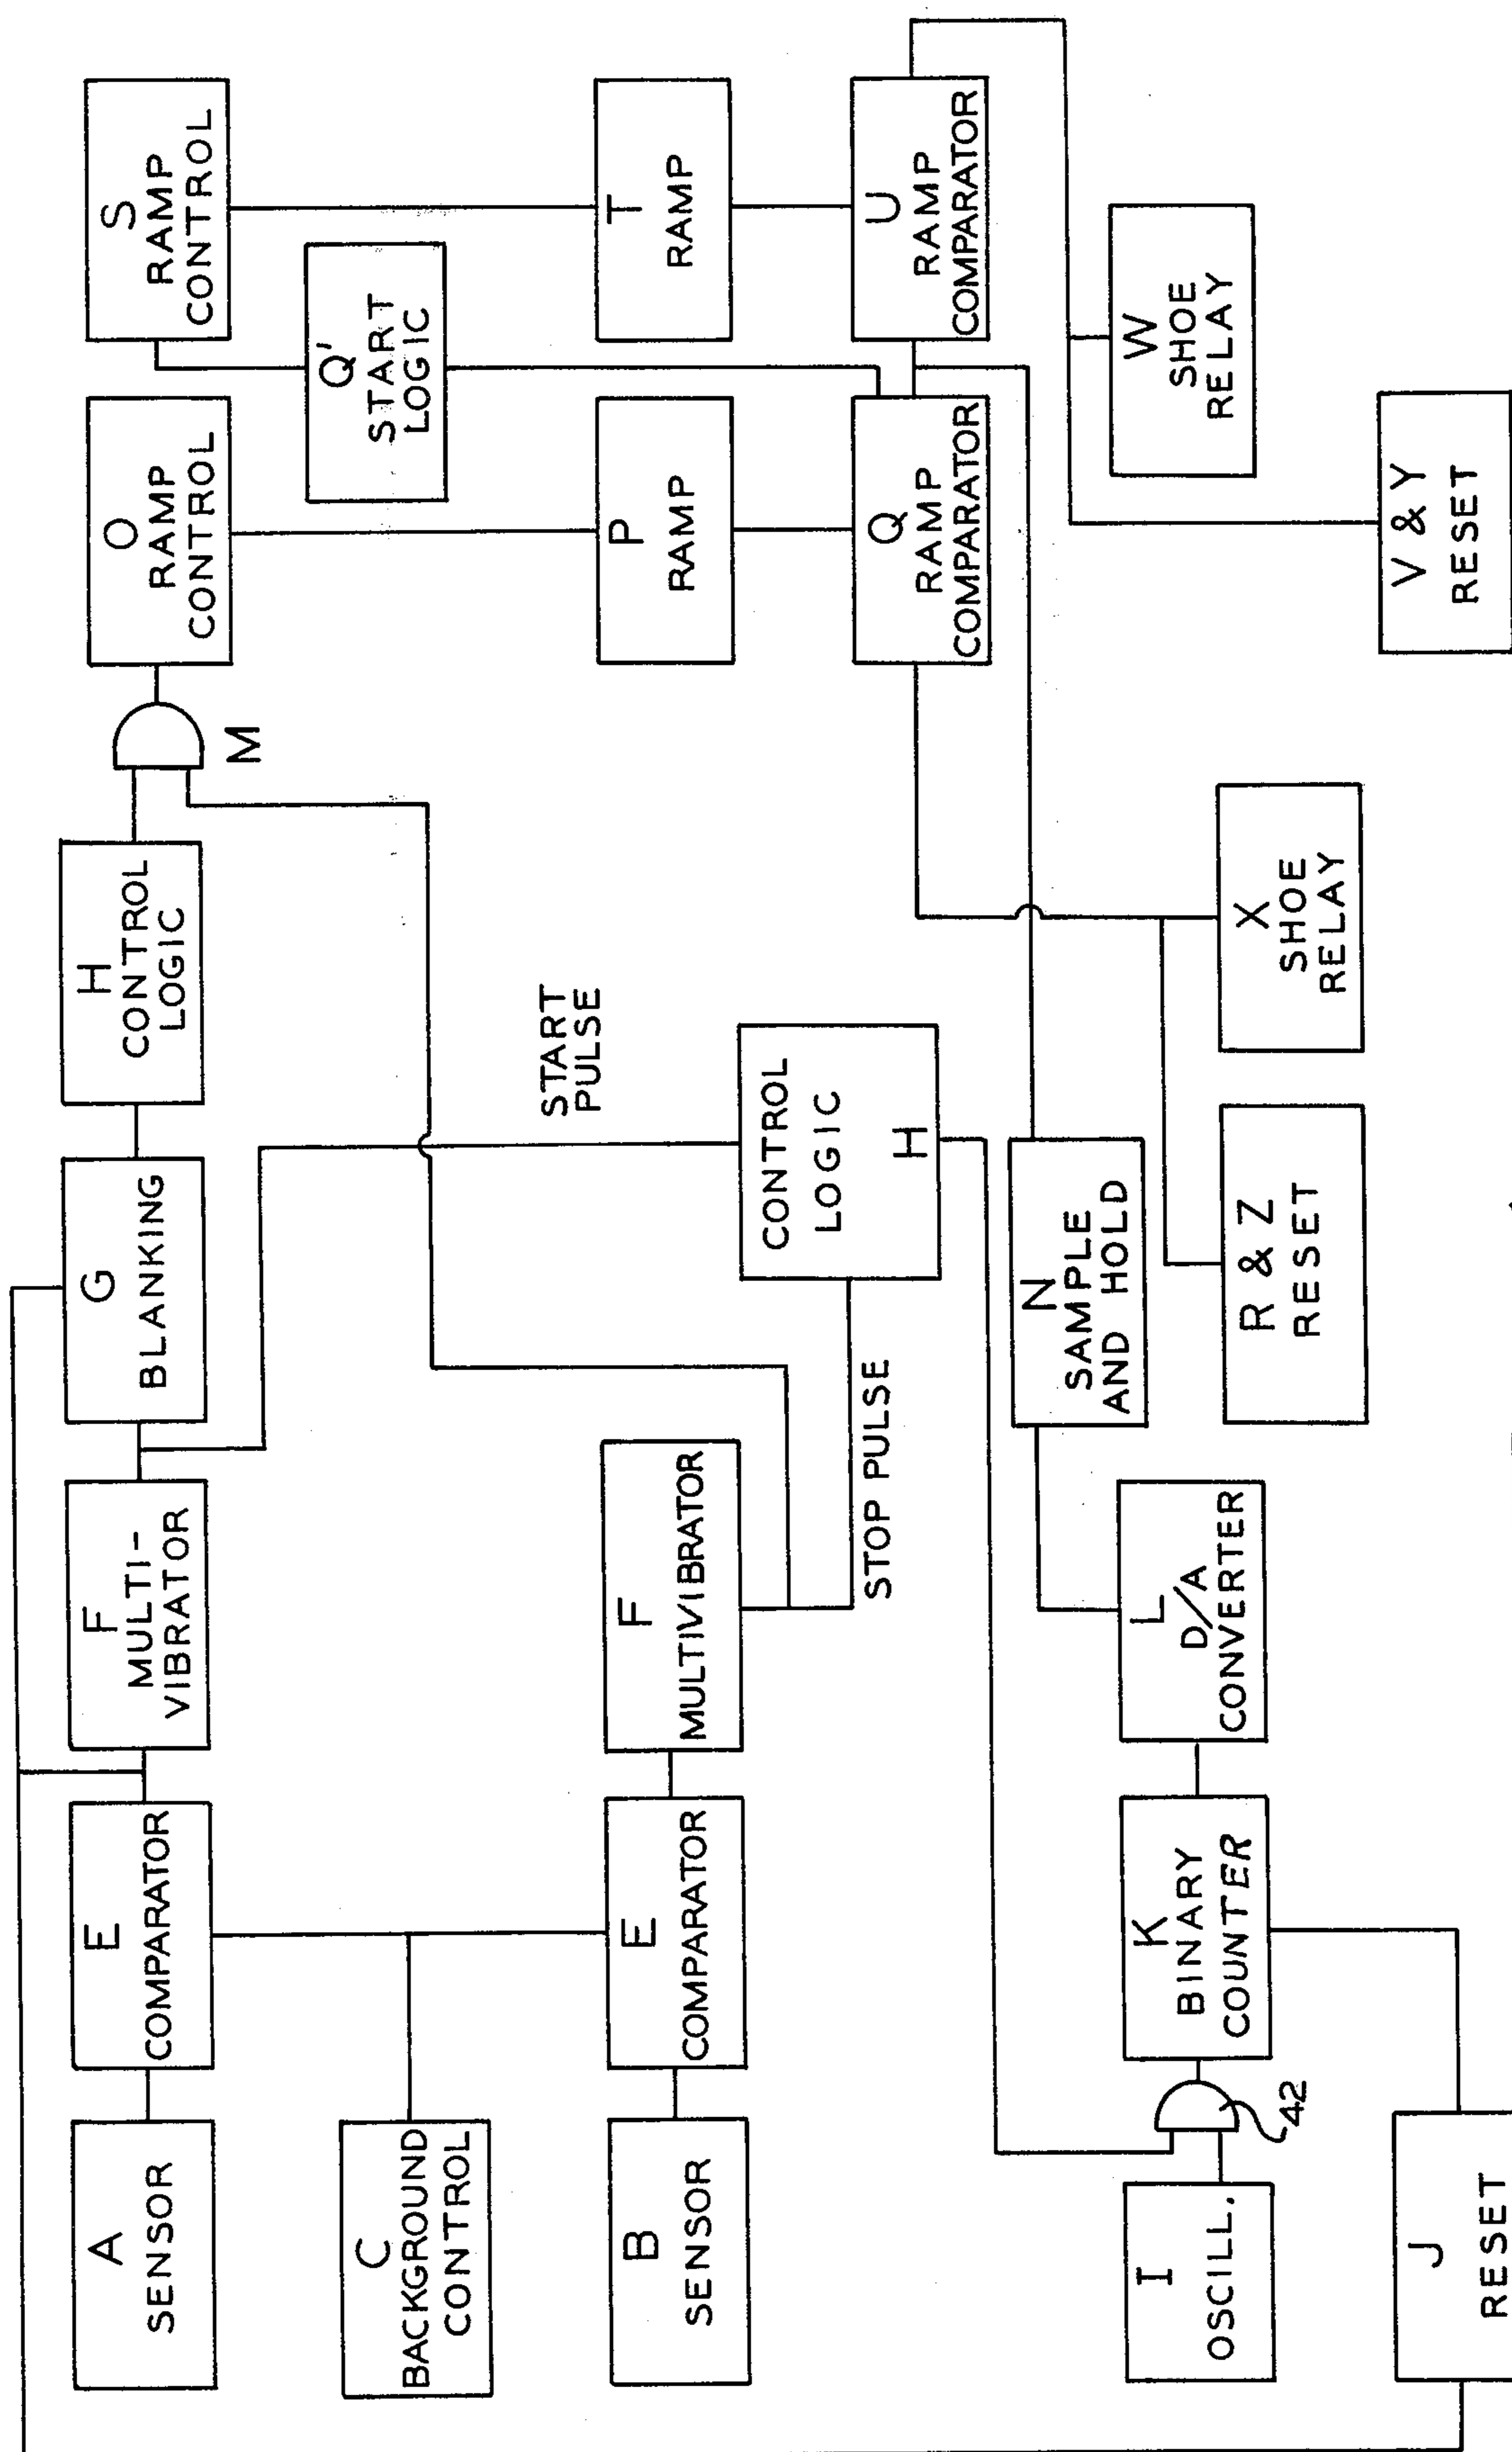 A
SENSOR
E
COMPARATOR
F
MULTI-
VIBRATOR
G
BLANKING
H
CONTROL
LOGIC
M
O
RAMP
CONTROL
S
RAMP
CONTROL
Q'
START
LOGIC
C
BACKGROUND
CONTROL
START
PULSE
B
SENSOR
E
COMPARATOR
F
MULTIVIBRATOR
STOP PULSE
CONTROL
LOGIC
H
P
RAMP
T
RAMP
Q
RAMP
COMPARATOR
U
RAMP
COMPARATOR
N
SAMPLE
AND HOLD
I
OSCILL,
42
K
BINARY
COUNTER
L
D/A
CONVERTER
R & Z
RESET
X
SHOE
RELAY
W
SHOE
RELAY
J
RESET
V & Y
RESET